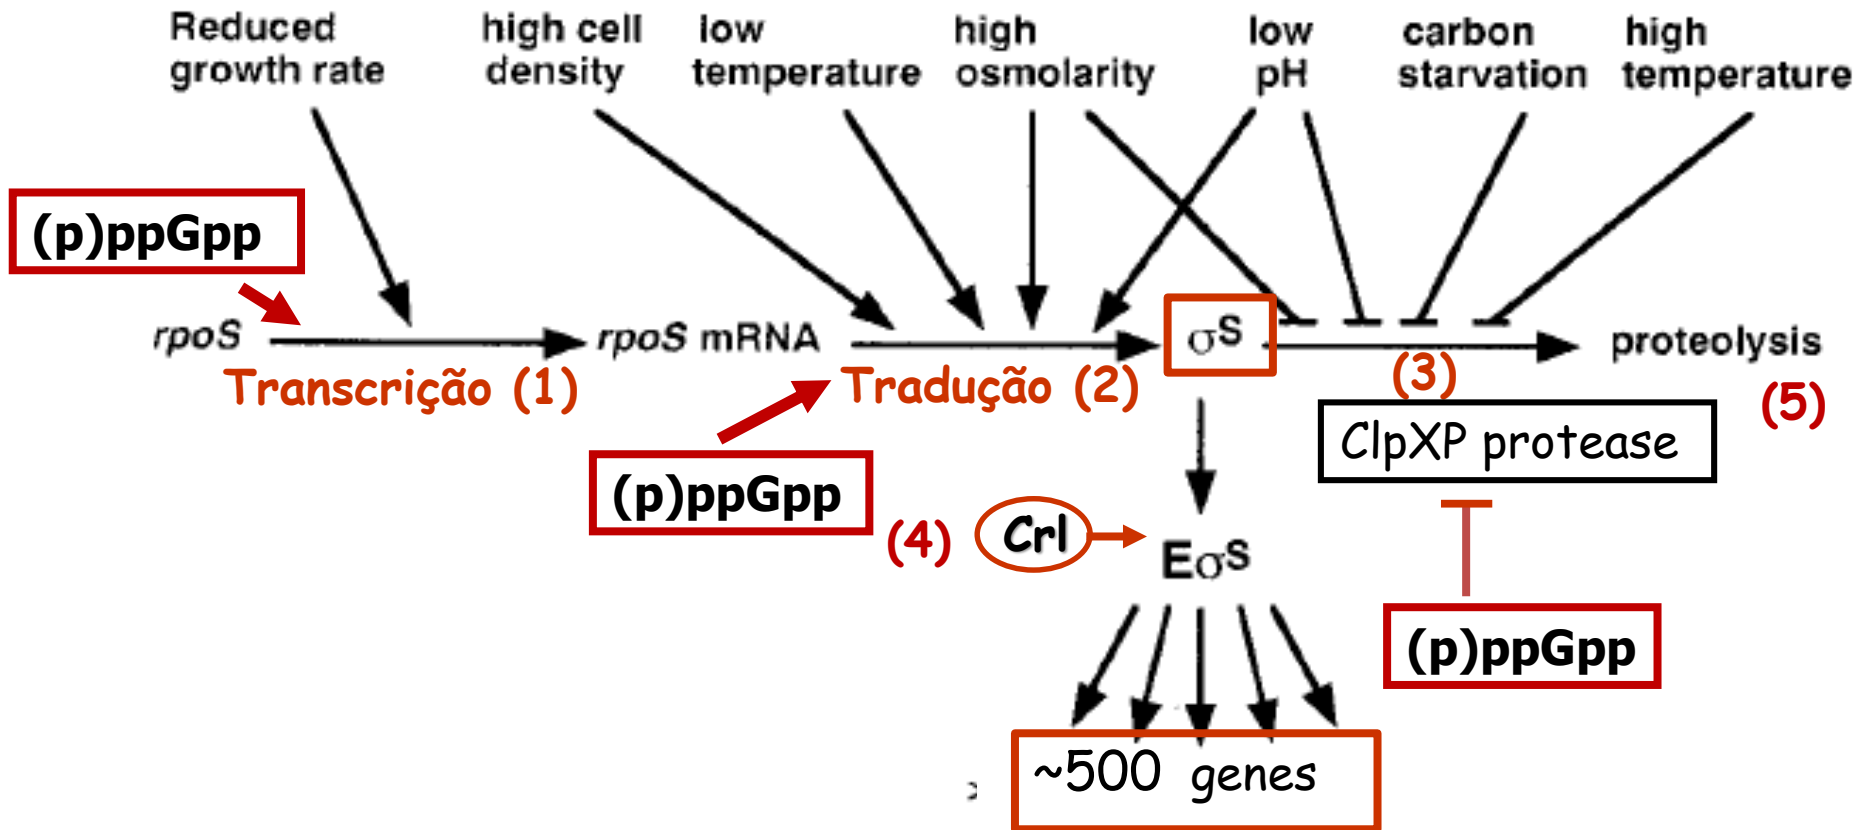 Reduced
growth rate
high cell
density
low
temperature
high
osmolarity
low
pH
carbon
starvation
high
temperature
(p)ppGpp
rpoS
rpoS mRNA
σS
proteolysis
Transcrição (1)
Tradução (2)
(3)
(5)
ClpXP protease
(p)ppGpp
(4)
Crl
EσS
(p)ppGpp
~500 genes